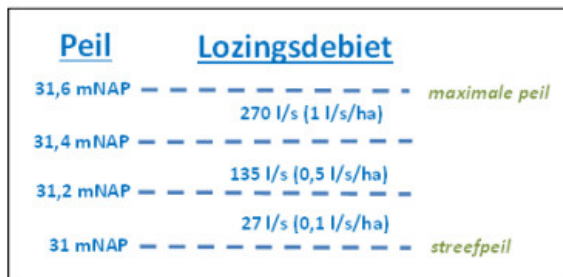 Peil Lozingsdebiet
31,6 mNAP maximale peil
270 l/s (1 l/s/ha)
31,4 mNAP
135 l/s (0,5 l/s/ha)
31,2 mNAP
27 l/s (0,1 l/s/ha)
31 mNAP streefpeil